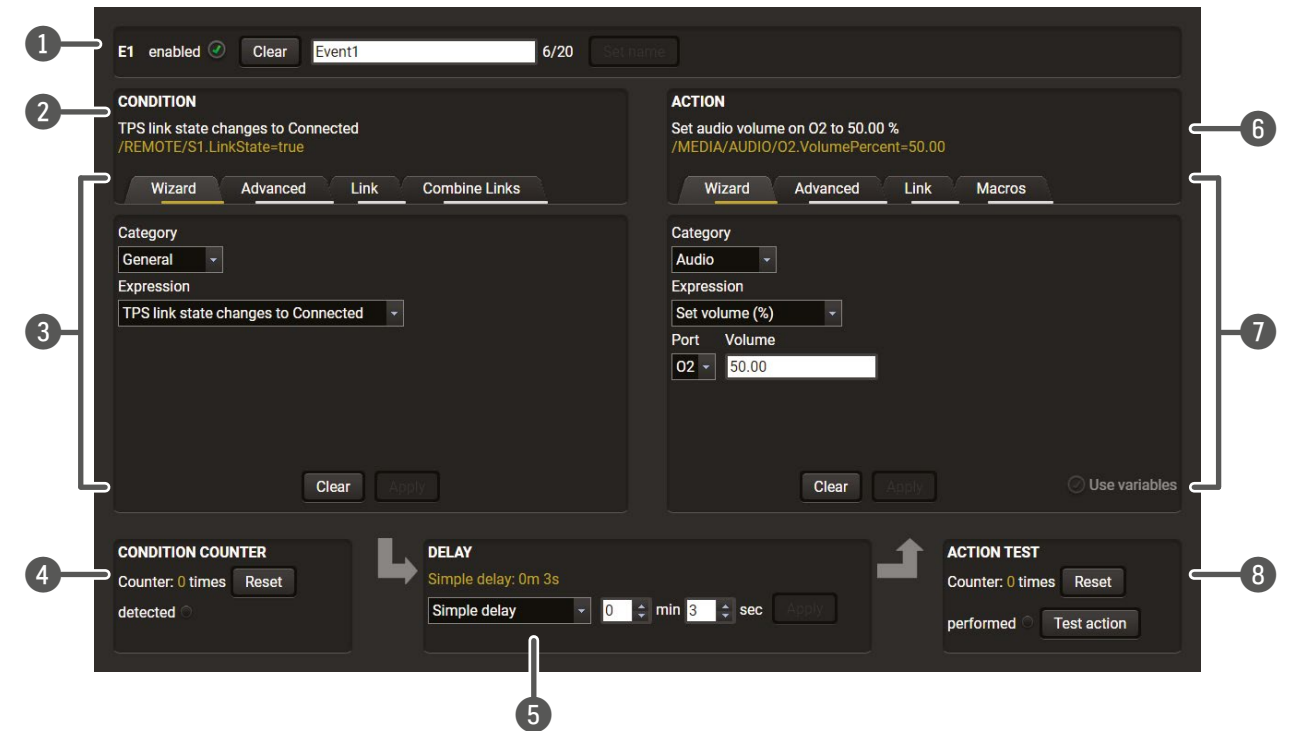 1
E1 enabled Clear Event1 6/20 Set name
2
CONDITION
TPS link state changes to Connected
/REMOTE/S1.LinkState=true
3
Wizard Advanced Link Combine Links
Category
General
Expression
TPS link state changes to Connected
Clear Apply
ACTION
Set audio volume on O2 to 50.00 %
/MEDIA/AUDIO/O2.VolumePercent=50.00
6
Wizard Advanced Link Macros
Category
Audio
Expression
Set volume (%)
Port Volume
O2 50.00
7
Clear Apply Use variables
4
CONDITION COUNTER
Counter: 0 times Reset
detected
DELAY
Simple delay: 0m 3s
Simple delay 0 min 3 sec Apply
5
ACTION TEST
Counter: 0 times Reset
performed Test action
8